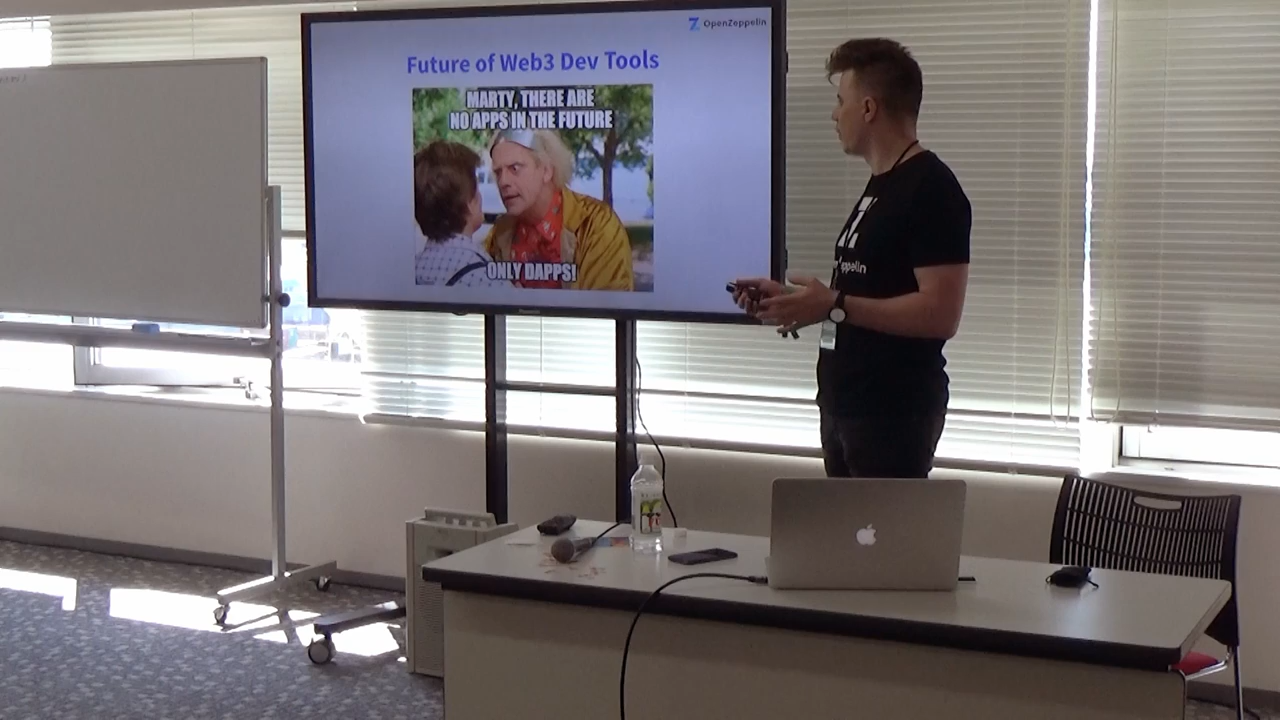 OpenZeppelin
Future of Web3 Dev Tools
MARTY, THERE ARE
NO APPS IN THE FUTURE
ONLY DAPPS!